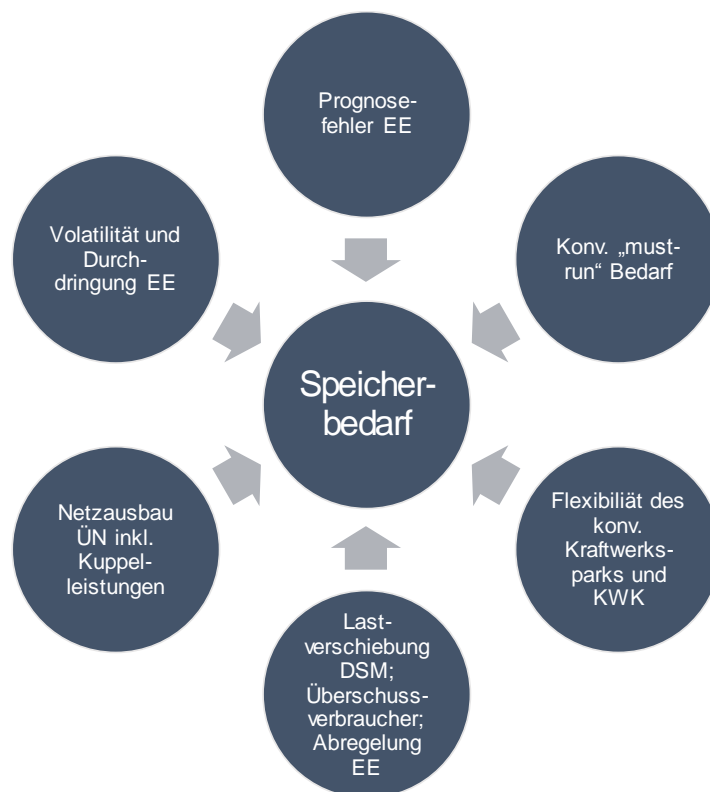 Prognose-
fehler EE
Volatilität und
Durch-
dringung EE
Konv. „must-
run“ Bedarf
Speicher-
bedarf
Netzausbau
ÜN inkl.
Kuppel-
leistungen
Flexibiliät des
konv.
Kraftwerks-
parks und
KWK
Last-
verschiebung
DSM;
Überschuss-
verbraucher;
Abregelung
EE